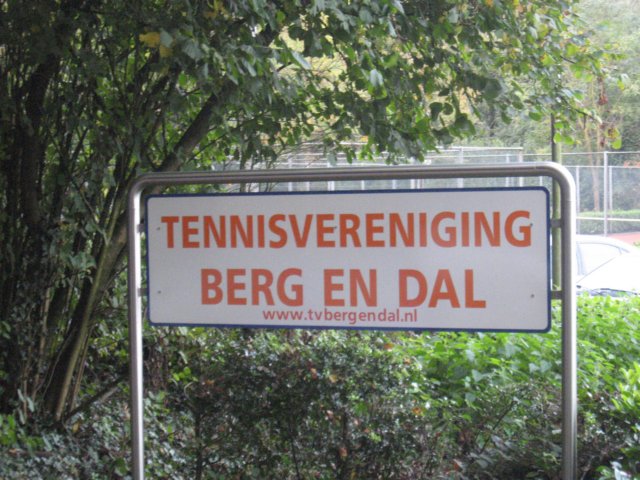 TENNISVERENIGING
BERG EN DAL
www.tvbergendal.nl